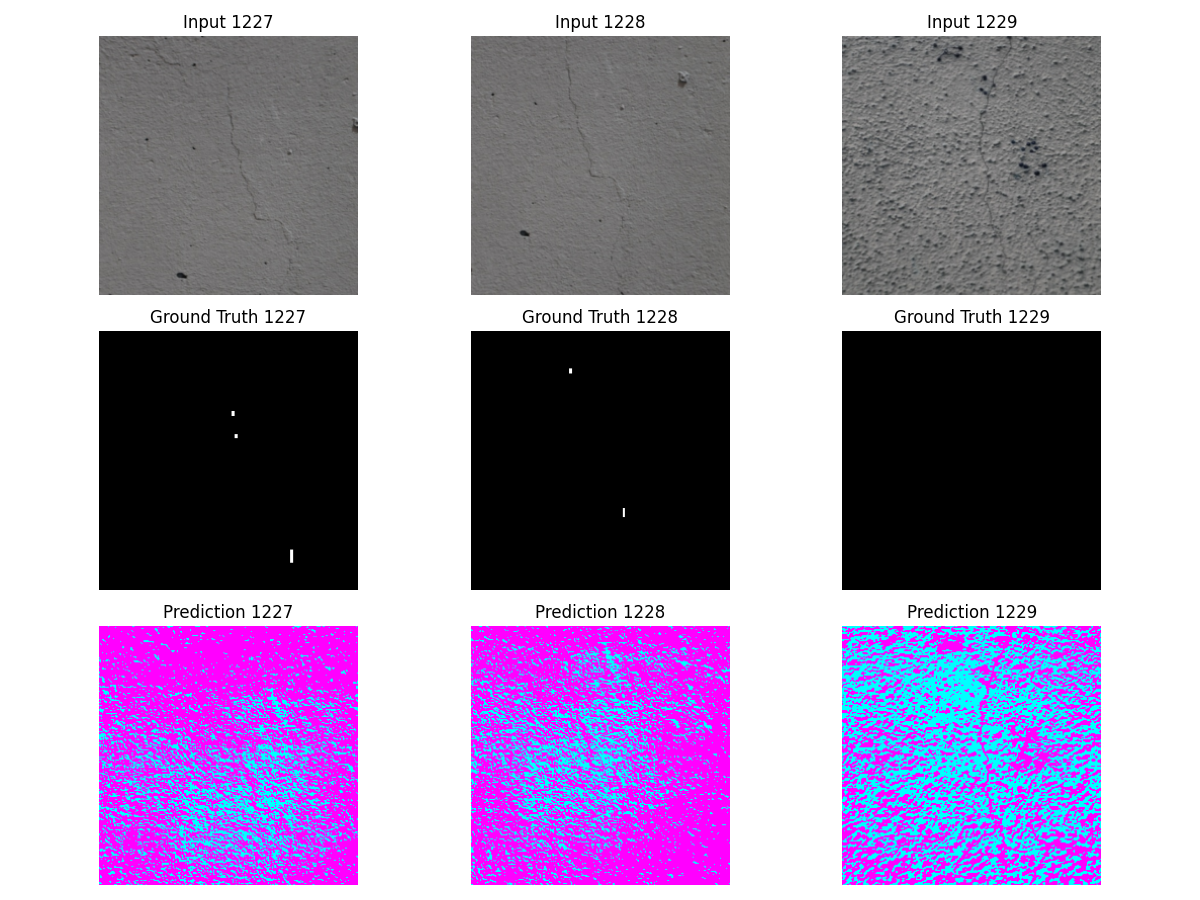 Input 1227
Input 1228
Input 1229
Ground Truth 1227
Ground Truth 1228
Ground Truth 1229
Prediction 1227
Prediction 1228
Prediction 1229